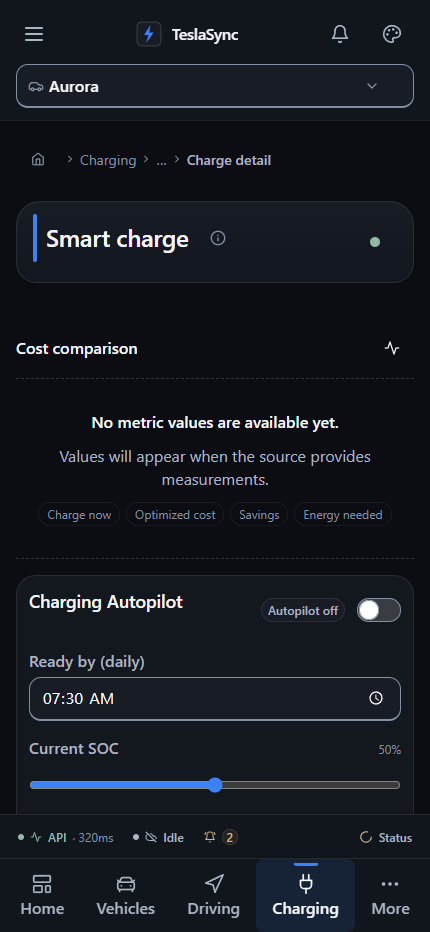 TeslaSync
Aurora
Charging
...
Charge detail
Smart charge
Cost comparison
No metric values are available yet.
Values will appear when the source provides
measurements.
Charge now
Optimized cost
Savings
Energy needed
Charging Autopilot
Autopilot off
Ready by (daily)
07:30 AM
Current SOC
50%
API · 320ms
Idle
2
Status
Home
Vehicles
Driving
Charging
More